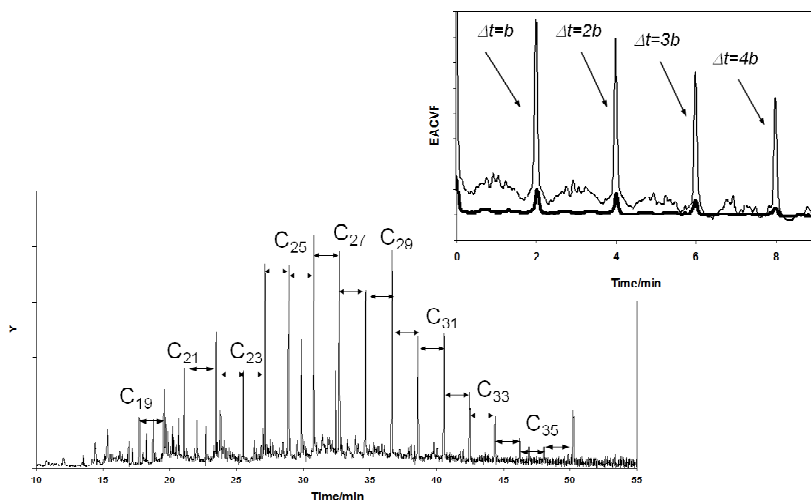 Δt=b
Δt=2b
Δt=3b
Δt=4b
EACVF
0 2 4 6 8
Time/min
C19
C21
C23
C25
C27
C29
C31
C33
C35
Y
10 15 20 25 30 35 40 45 50 55
Time/min